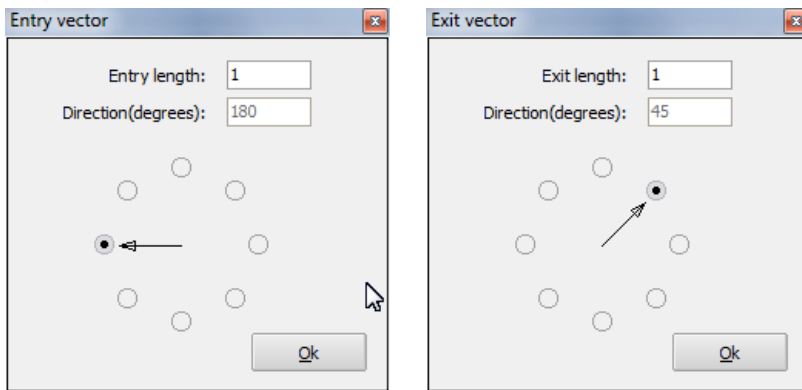 Entry vector
Entry length: 1
Direction(degrees): 180
Ok
Exit vector
Exit length: 1
Direction(degrees): 45
Ok